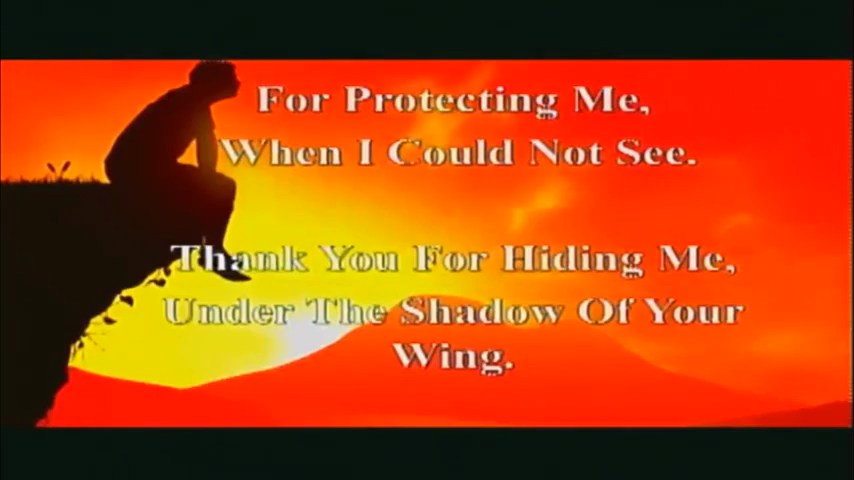 For Protecting Me,
When I Could Not See.
Thank You For Hiding Me,
Under The Shadow Of Your
Wing.